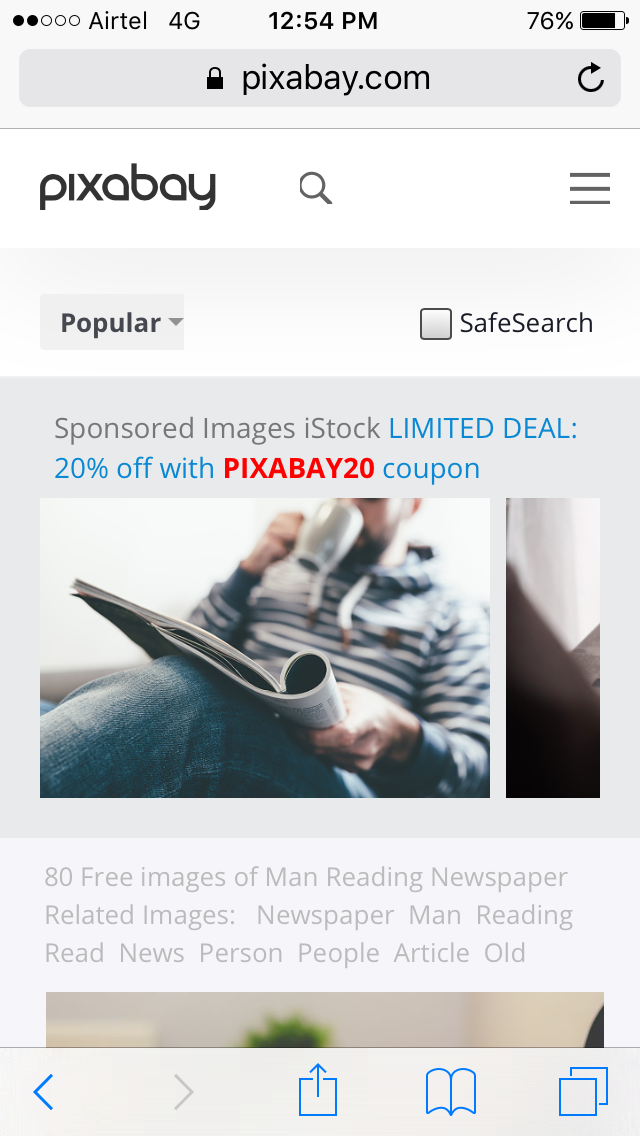 Airtel 4G 12:54 PM 76%
pixabay.com
pixabay
Popular SafeSearch
Sponsored Images iStock LIMITED DEAL:
20% off with PIXABAY20 coupon
80 Free images of Man Reading Newspaper
Related Images: Newspaper Man Reading
Read News Person People Article Old